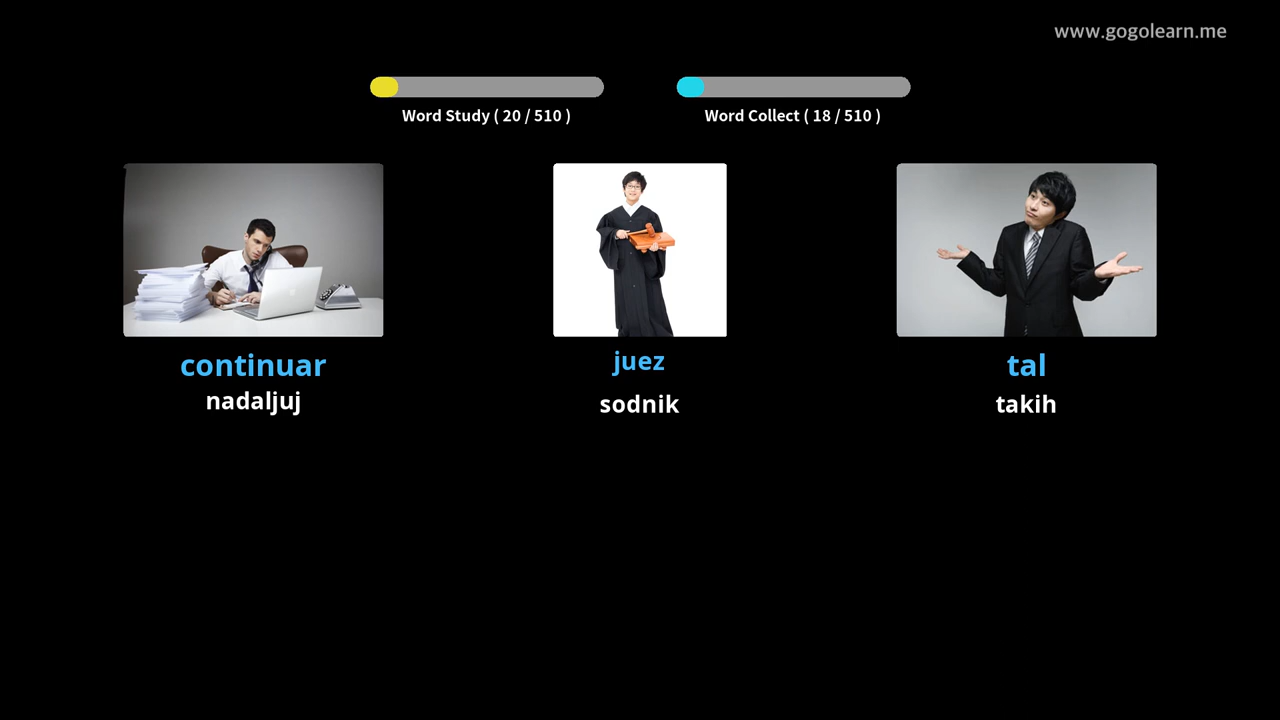 www.gogolearn.me
Word Study ( 20 / 510 )
Word Collect ( 18 / 510 )
continuar
nadaljuj
juez
sodnik
tal
takih